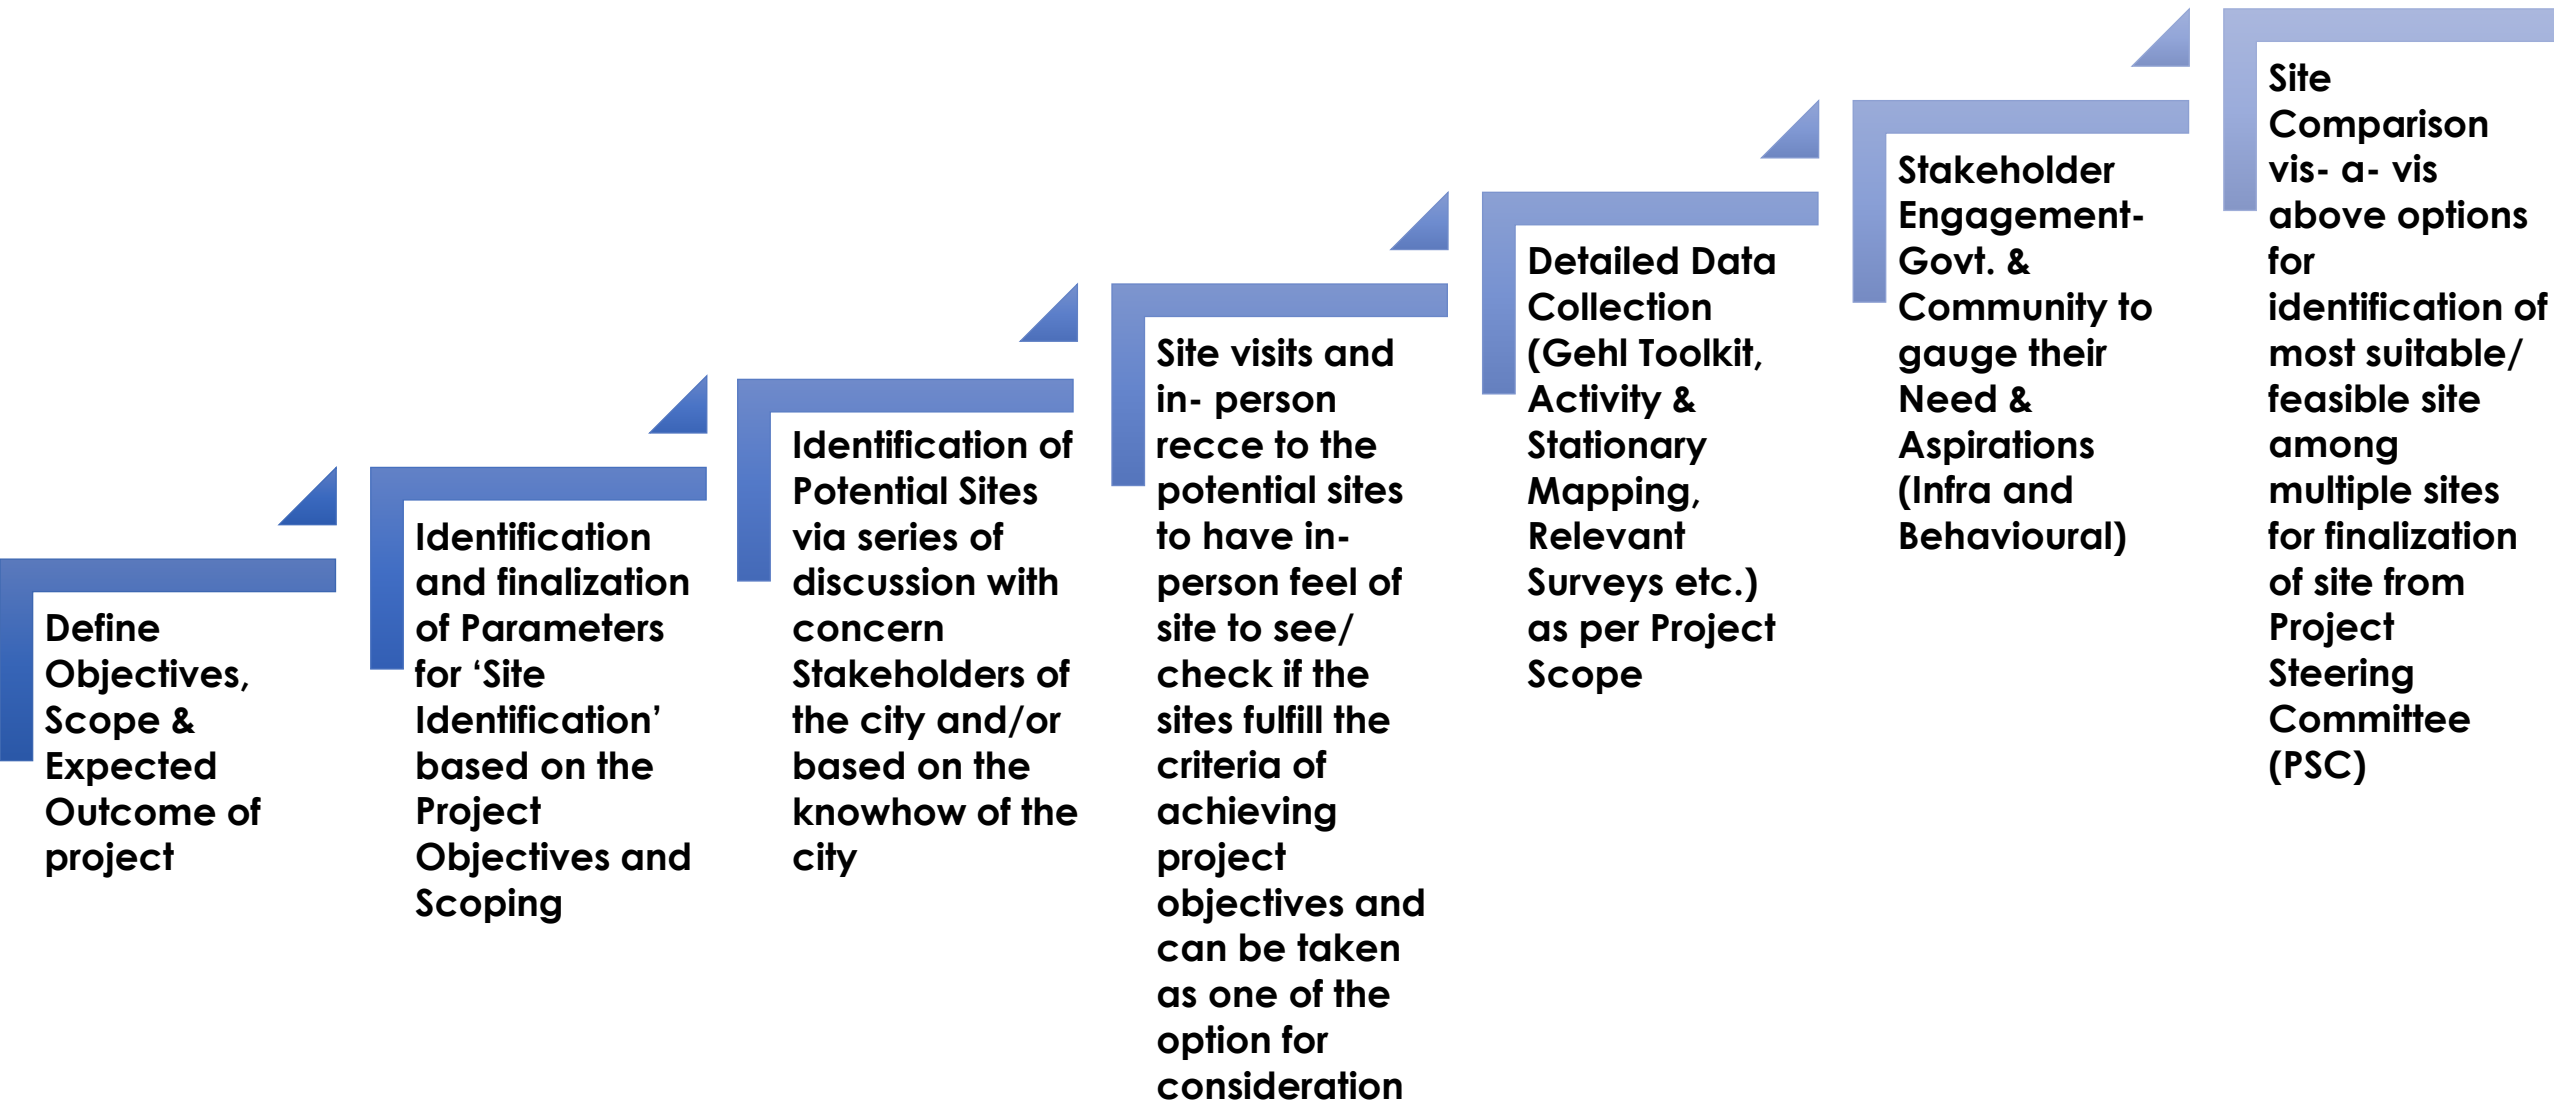 Define
Objectives,
Scope &
Expected
Outcome of
project
Identification
and finalization
of Parameters
for ‘Site
Identification’
based on the
Project
Objectives and
Scoping
Identification of
Potential Sites
via series of
discussion with
concern
Stakeholders of
the city and/or
based on the
knowhow of the
city
Site visits and
in- person
recce to the
potential sites
to have in-
person feel of
site to see/
check if the
sites fulfill the
criteria of
achieving
project
objectives and
can be taken
as one of the
option for
consideration
Detailed Data
Collection
(Gehl Toolkit,
Activity &
Stationary
Mapping,
Relevant
Surveys etc.)
as per Project
Scope
Stakeholder
Engagement-
Govt. &
Community to
gauge their
Need &
Aspirations
(Infra and
Behavioural)
Site
Comparison
vis- a- vis
above options
for
identification of
most suitable/
feasible site
among
multiple sites
for finalization
of site from
Project
Steering
Committee
(PSC)